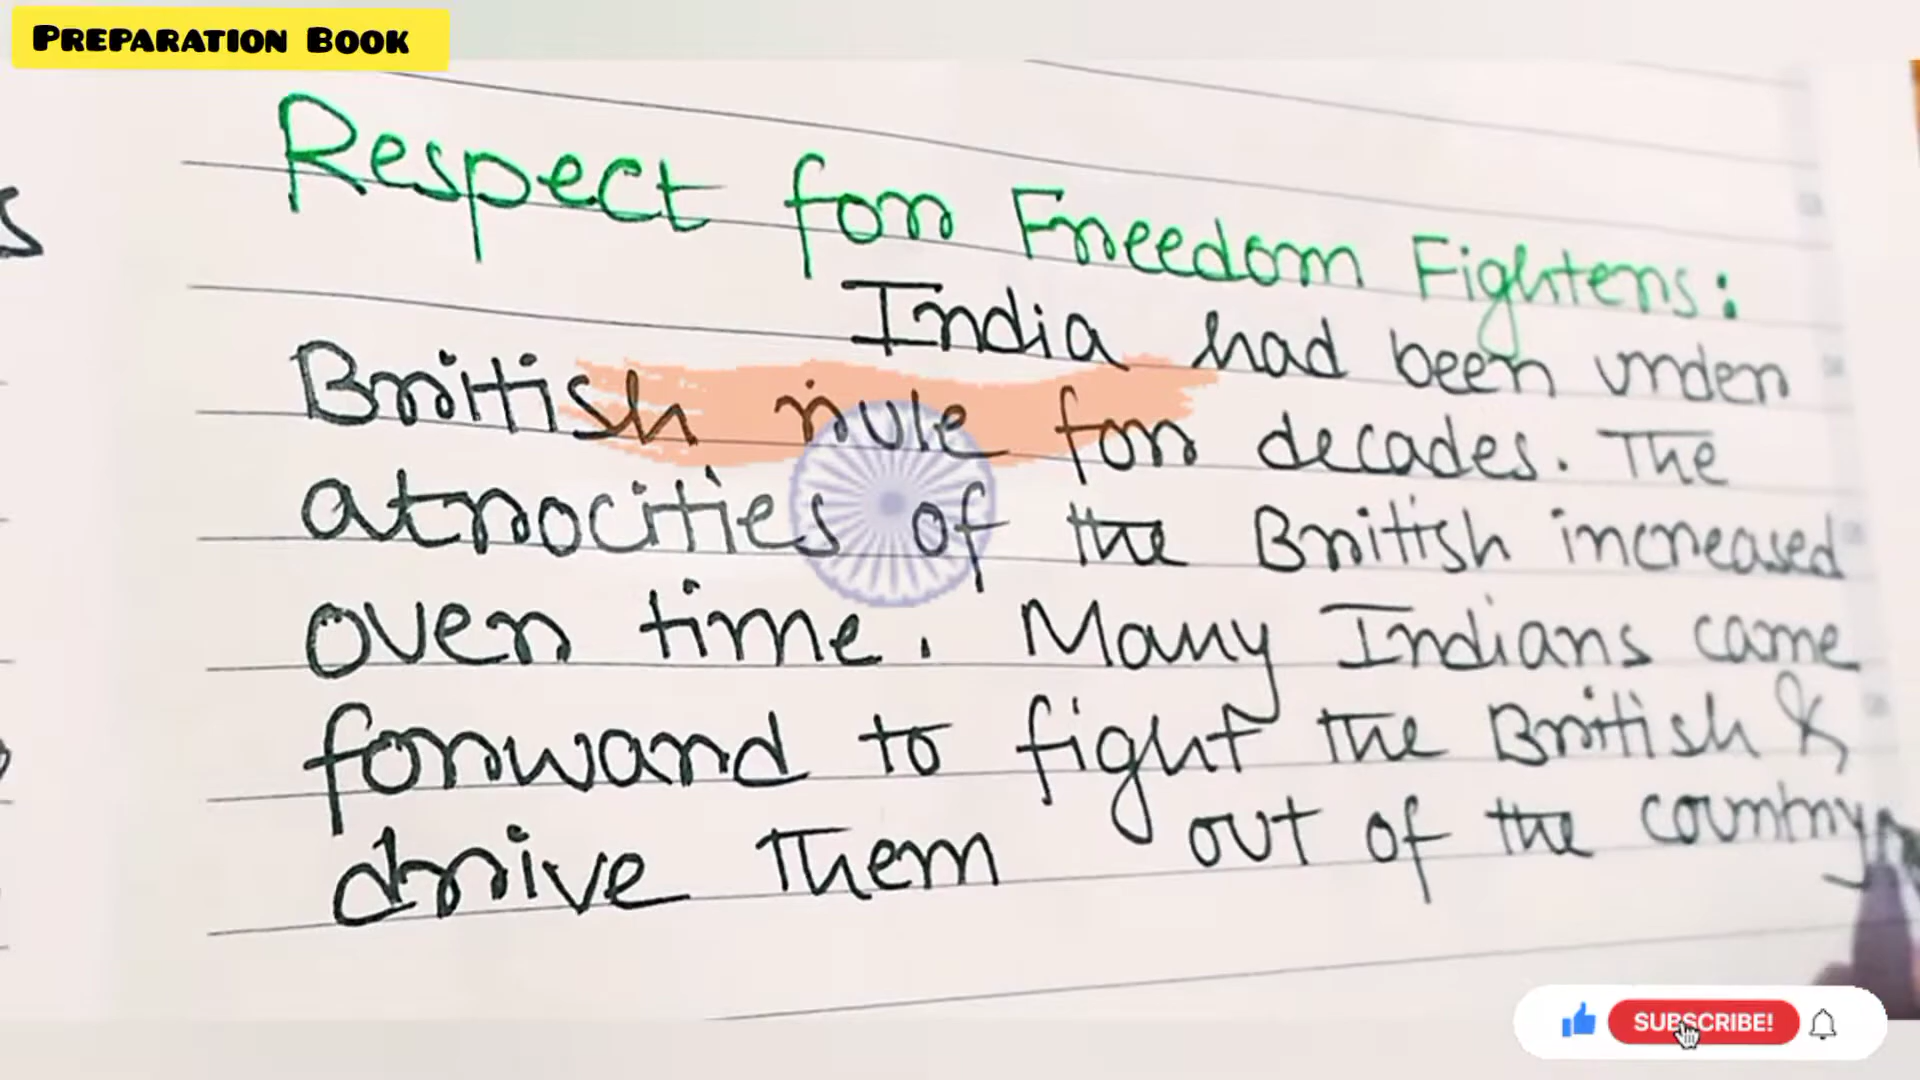 PREPARATION BOOK
Respect for Freedom Fighters:
India had been under
British rule for decades. The
atrocities of the British increased
over time. Many Indians came
forward to fight the British &
drive them out of the country
SUBSCRIBE!